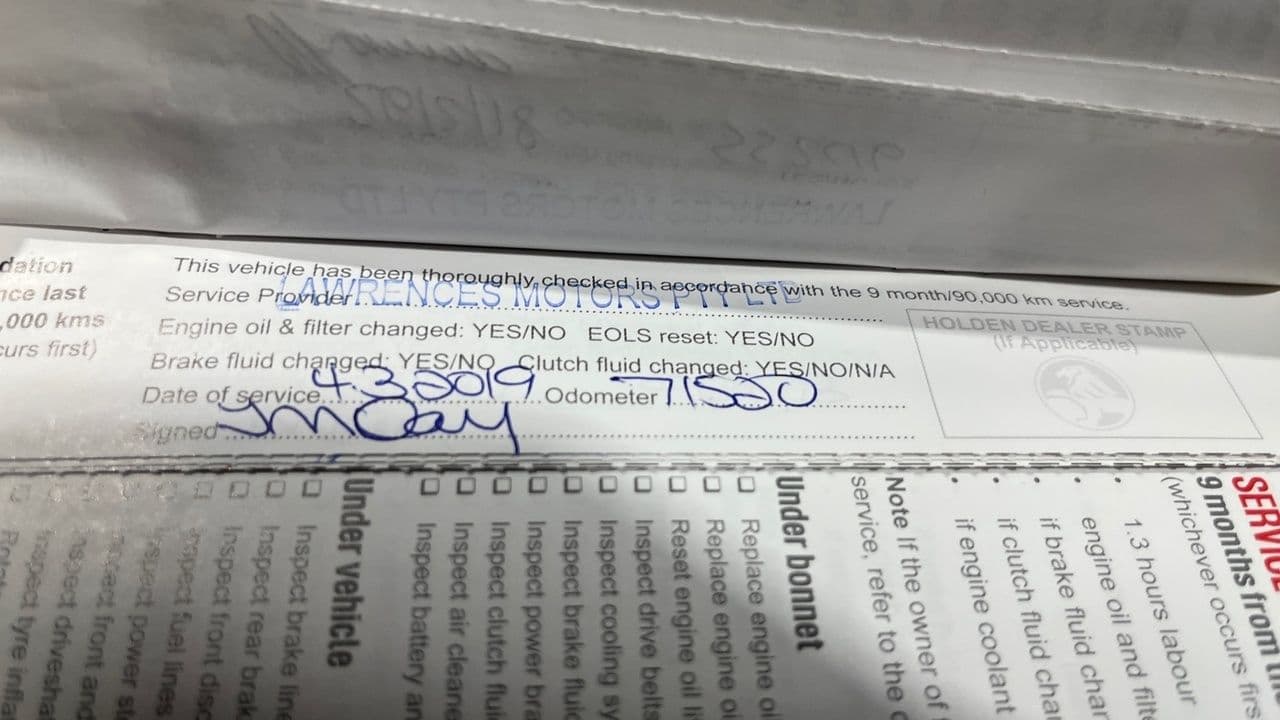 dation
nce last
,000 kms
curs first)
This vehicle has been thoroughly checked in accordance with the 9 month/90,000 km service.
Service Provider LAWRENCES MOTORS PTY LTD
Engine oil & filter changed: YES/NO EOLS reset: YES/NO
Brake fluid changed: YES/NO Clutch fluid changed: YES/NO/N/A
Date of service 4.3.2019 Odometer 71520
Signed
HOLDEN DEALER STAMP
(If Applicable)
SERVICE
9 months from
(whichever occurs firs
1.3 hours labour
• engine oil and filt
• if brake fluid char
• if clutch fluid char
• if engine coolant
Note If the owner of
service, refer to the
Under bonnet
Replace engine oi
Replace engine oi
Reset engine oil li
Inspect drive belts
Inspect cooling sy
Inspect brake fluid
Inspect power bra
Inspect clutch flui
Inspect air cleane
Inspect battery an
Under vehicle
Inspect brake line
Inspect rear brak
Inspect front disc
Inspect fuel lines
Inspect power st
Inspect front and
Inspect drivesha
Inspect tyre infla